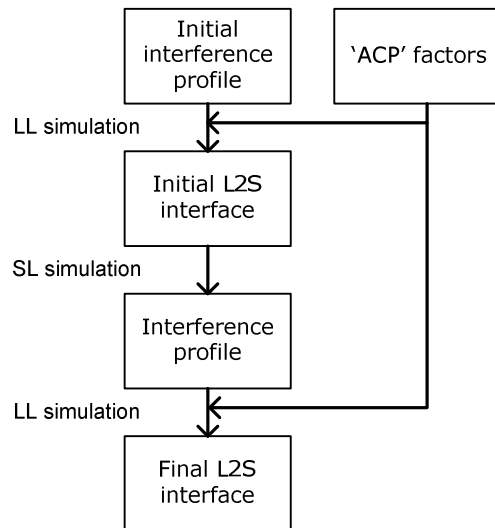 Initial
interference
profile
‘ACP’ factors
LL simulation
Initial L2S
interface
SL simulation
Interference
profile
LL simulation
Final L2S
interface